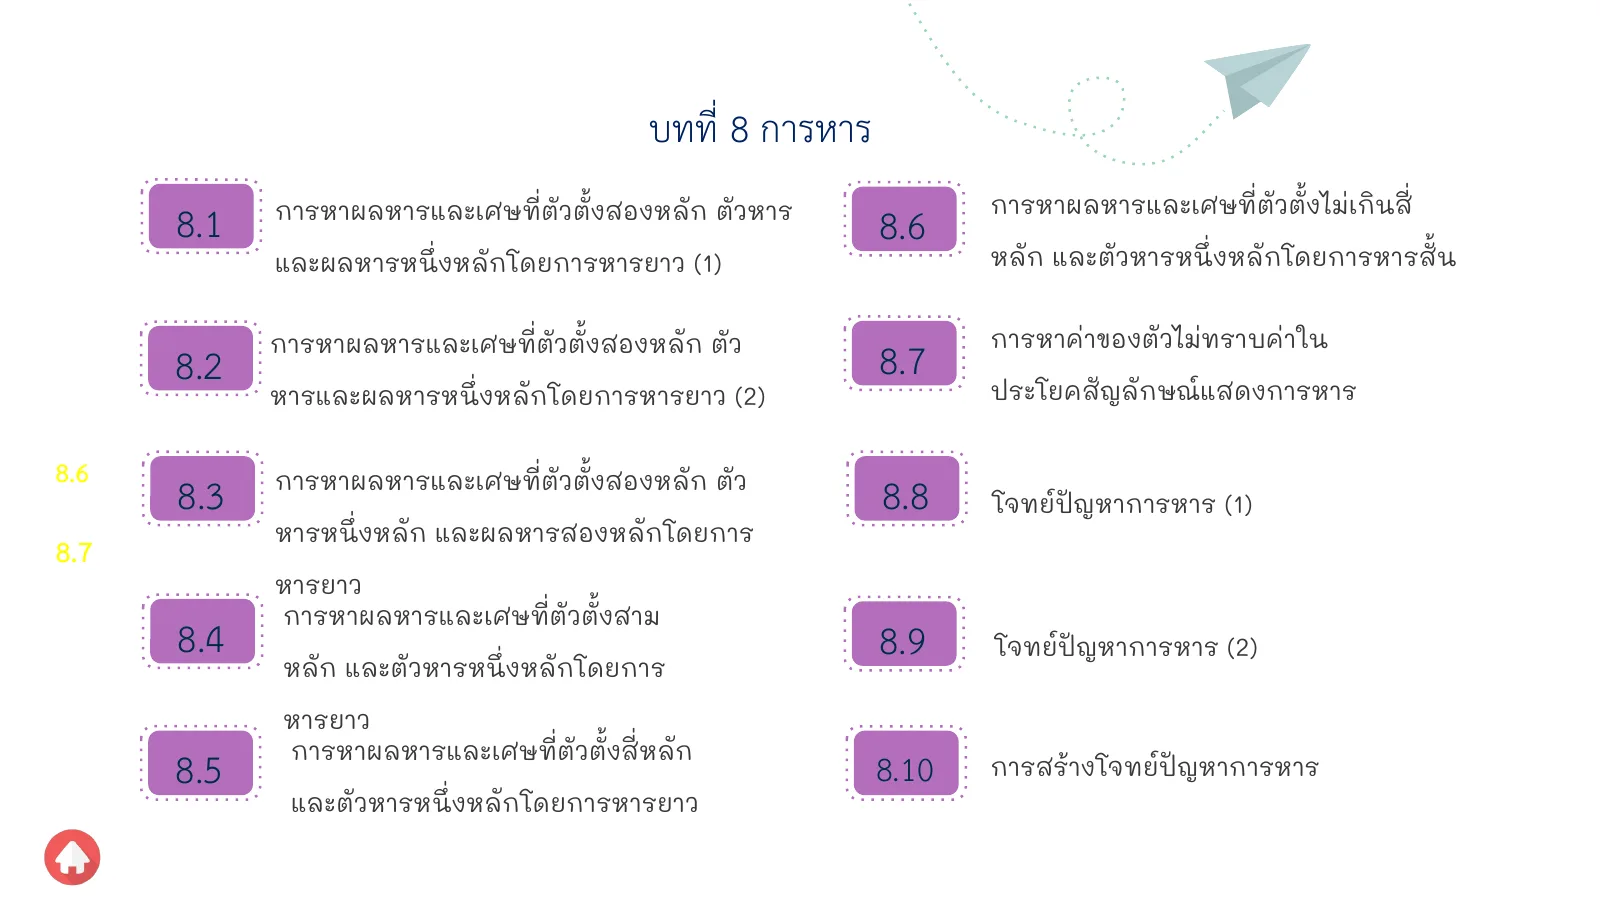 บทที่ 8 การหาร
8.1
การหาผลหารและเศษที่ตัวตั้งสองหลัก ตัวหาร
และผลหารหนึ่งหลักโดยการหารยาว (1)
8.2
การหาผลหารและเศษที่ตัวตั้งสองหลัก ตัว
หารและผลหารหนึ่งหลักโดยการหารยาว (2)
8.3
การหาผลหารและเศษที่ตัวตั้งสองหลัก ตัว
หารหนึ่งหลัก และผลหารสองหลักโดยการ
หารยาว
8.4
การหาผลหารและเศษที่ตัวตั้งสาม
หลัก และตัวหารหนึ่งหลักโดยการ
หารยาว
8.5
การหาผลหารและเศษที่ตัวตั้งสี่หลัก
และตัวหารหนึ่งหลักโดยการหารยาว
8.6
8.7
8.6
การหาผลหารและเศษที่ตัวตั้งไม่เกินสี่
หลัก และตัวหารหนึ่งหลักโดยการหารสั้น
8.7
การหาค่าของตัวไม่ทราบค่าใน
ประโยคสัญลักษณ์แสดงการหาร
8.8
โจทย์ปัญหาการหาร (1)
8.9
โจทย์ปัญหาการหาร (2)
8.10
การสร้างโจทย์ปัญหาการหาร